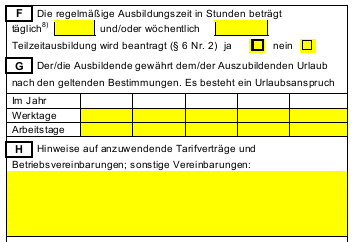 F Die regelmäßige Ausbildungszeit in Stunden beträgt
täglich8) und/oder wöchentlich
Teilzeitausbildung wird beantragt (§ 6 Nr. 2) ja nein
G Der/die Ausbildende gewährt dem/der Auszubildenden Urlaub
nach den geltenden Bestimmungen. Es besteht ein Urlaubsanspruch
Im Jahr
Werktage
Arbeitstage
H Hinweise auf anzuwendende Tarifverträge und
Betriebsvereinbarungen; sonstige Vereinbarungen: